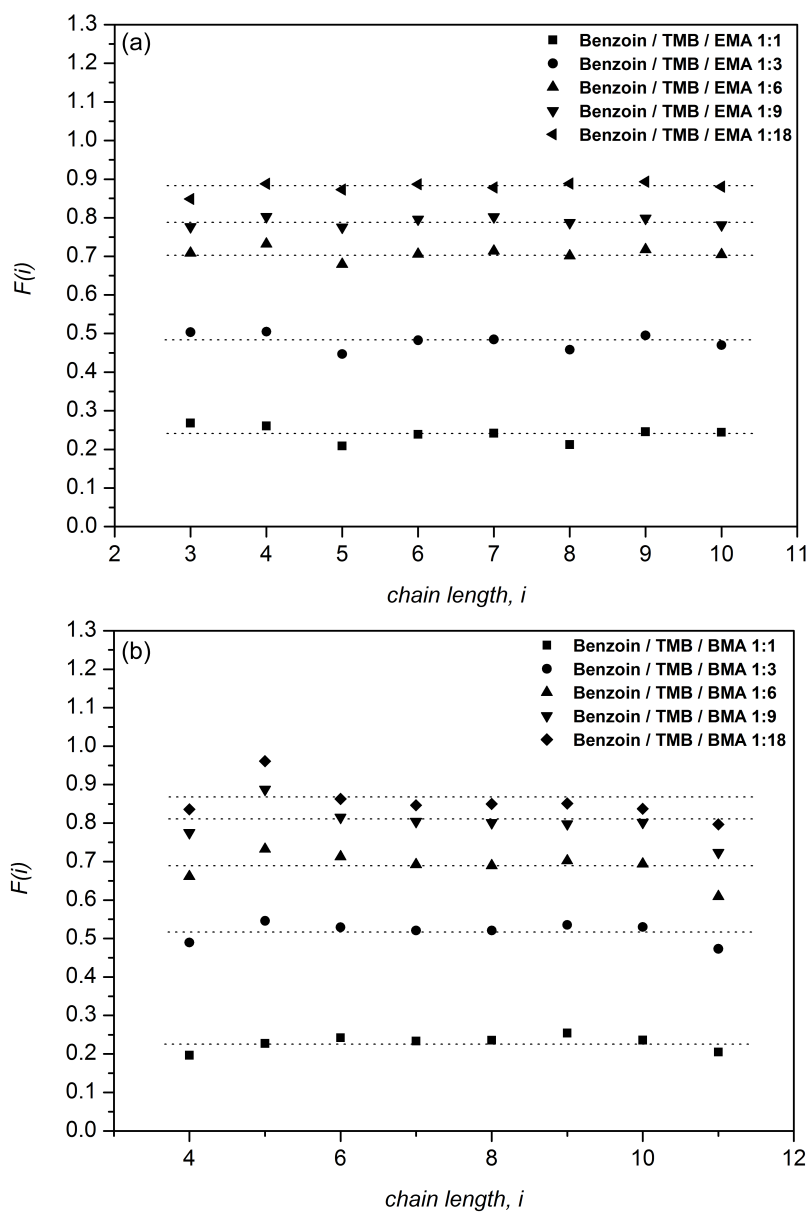 (a)
Benzoin / TMB / EMA 1:1
Benzoin / TMB / EMA 1:3
Benzoin / TMB / EMA 1:6
Benzoin / TMB / EMA 1:9
Benzoin / TMB / EMA 1:18
1.3
1.2
1.1
1.0
0.9
0.8
0.7
0.6
0.5
0.4
0.3
0.2
0.1
0.0
F(i)
2 3 4 5 6 7 8 9 10 11
chain length, i
(b)
Benzoin / TMB / BMA 1:1
Benzoin / TMB / BMA 1:3
Benzoin / TMB / BMA 1:6
Benzoin / TMB / BMA 1:9
Benzoin / TMB / BMA 1:18
1.3
1.2
1.1
1.0
0.9
0.8
0.7
0.6
0.5
0.4
0.3
0.2
0.1
0.0
F(i)
4 6 8 10 12
chain length, i